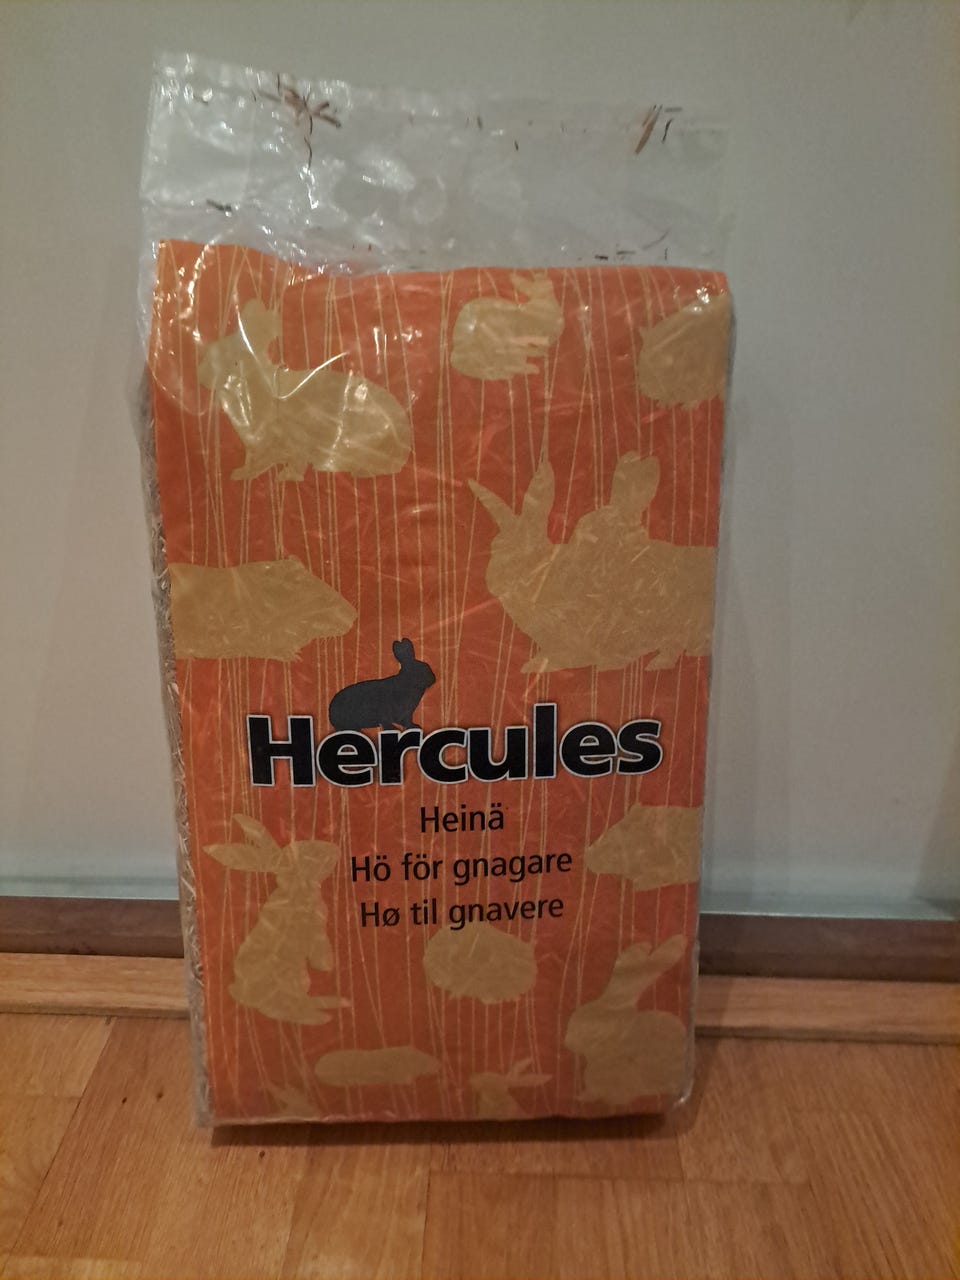 Hercules
Heinä
Hö för gnagare
Hø til gnavere